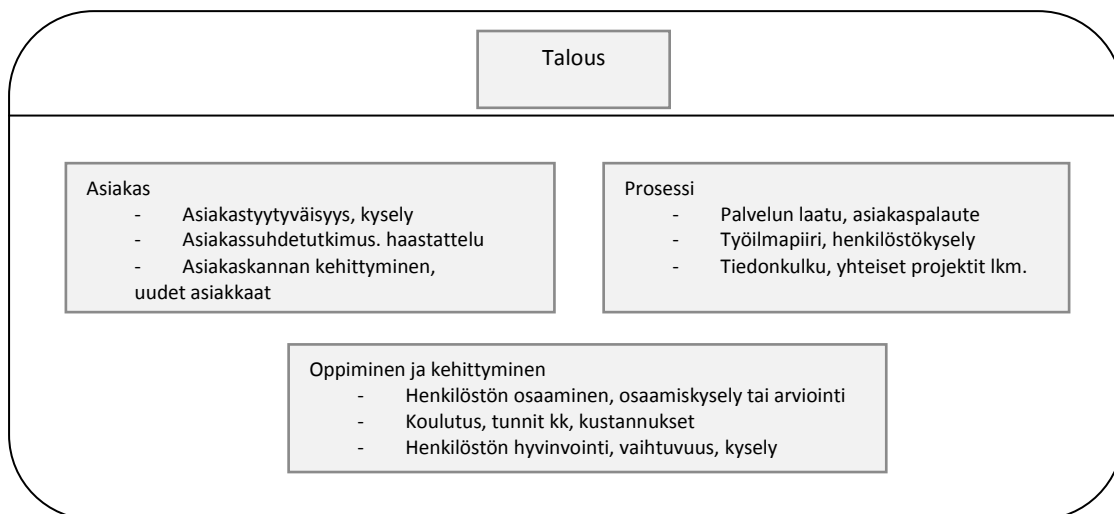 Talous
Asiakas
- Asiakastyytyväisyys, kysely
- Asiakassuhdetutkimus. haastattelu
- Asiakaskannan kehittyminen,
uudet asiakkaat
Prosessi
- Palvelun laatu, asiakaspalaute
- Työilmapiiri, henkilöstökysely
- Tiedonkulku, yhteiset projektit lkm.
Oppiminen ja kehittyminen
- Henkilöstön osaaminen, osaamiskysely tai arviointi
- Koulutus, tunnit kk, kustannukset
- Henkilöstön hyvinvointi, vaihtuvuus, kysely